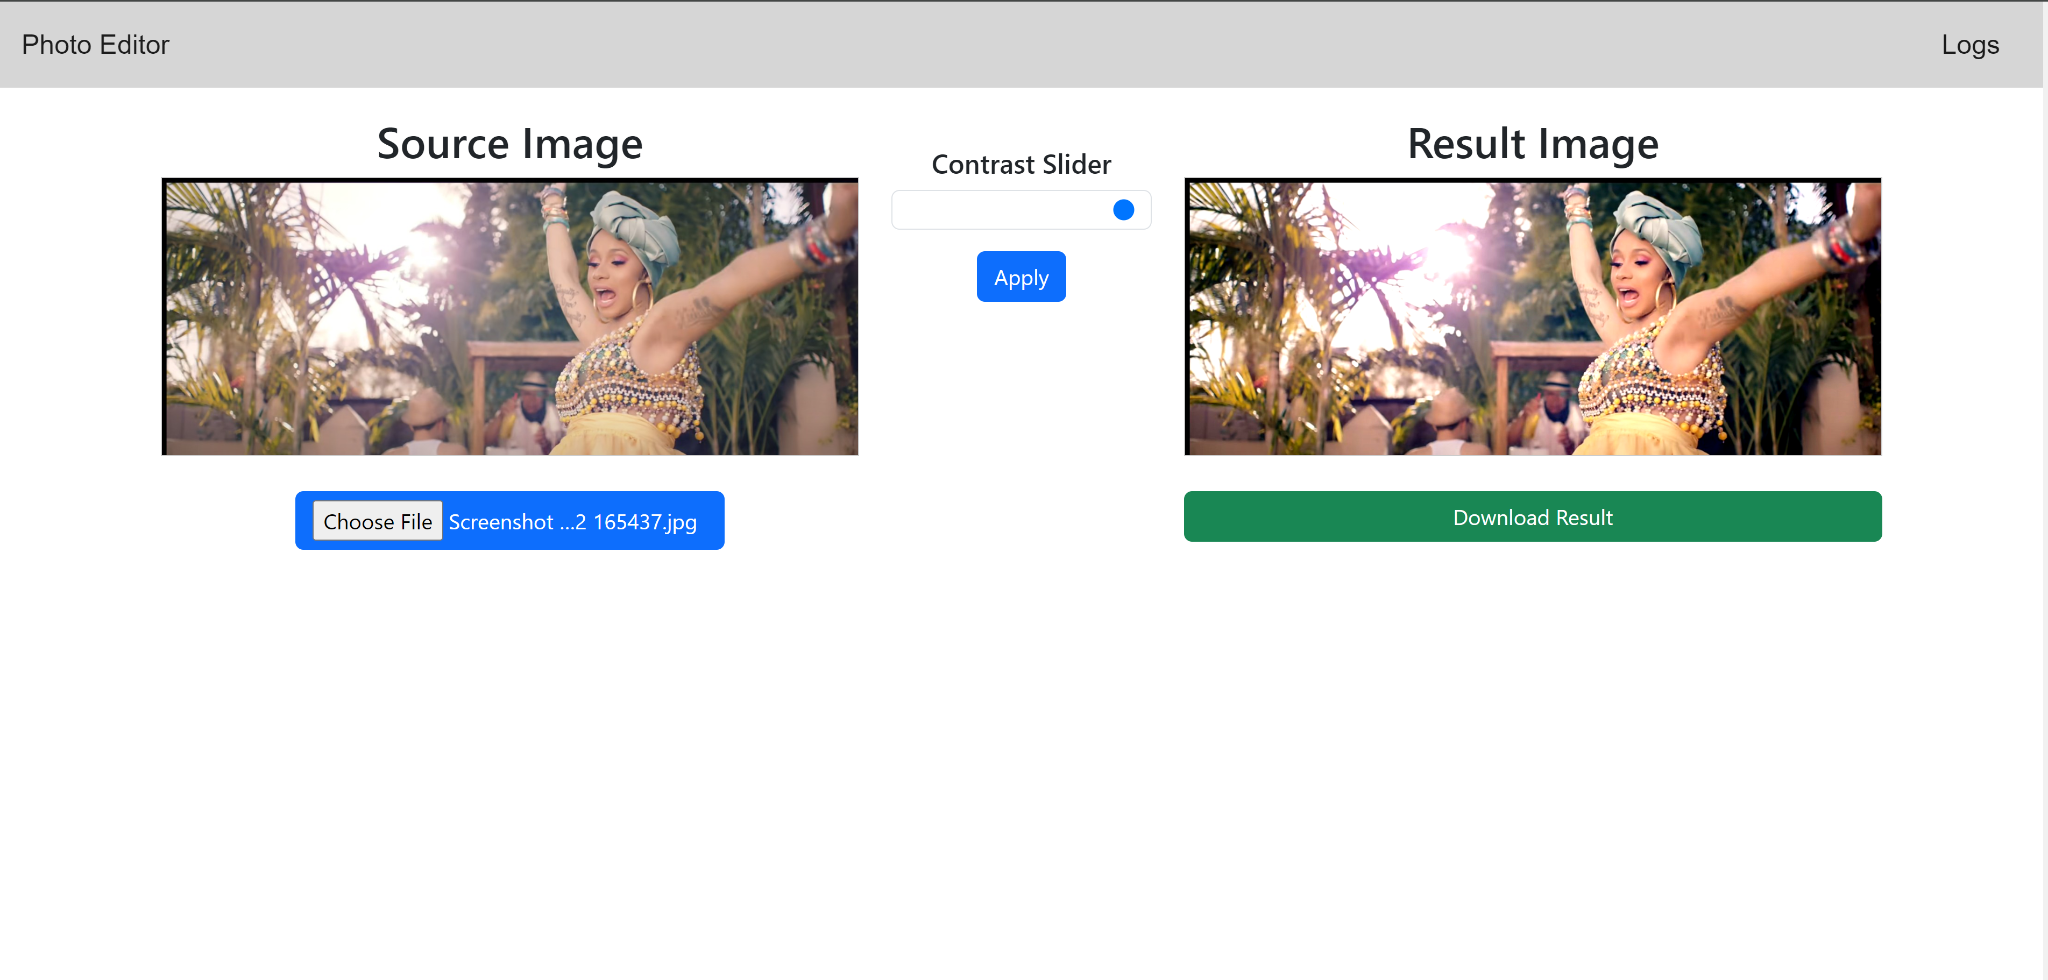 Photo Editor
Logs
Source Image
Contrast Slider
Apply
Result Image
Choose File Screenshot ...2 165437.jpg
Download Result